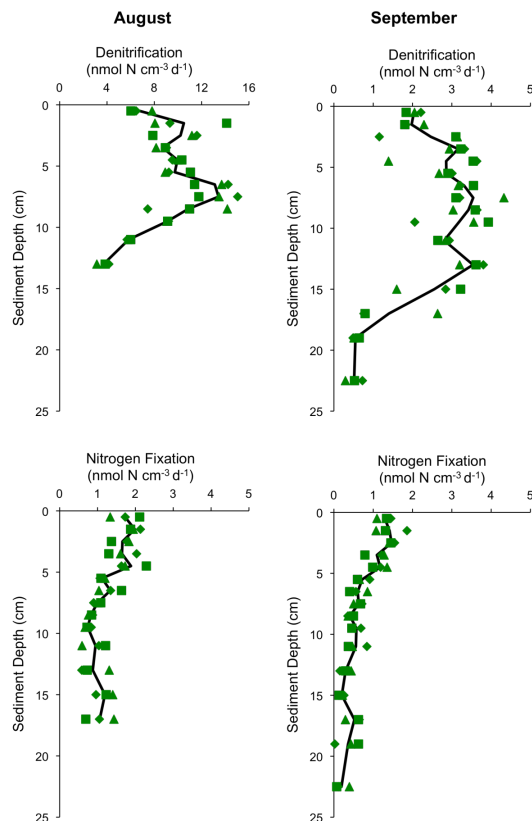 August
September
Denitrification
(nmol N cm-3 d-1)
0 4 8 12 16
0
5
10
15
20
25
Sediment Depth (cm)
Denitrification
(nmol N cm-3 d-1)
0 1 2 3 4 5
0
5
10
15
20
25
Sediment Depth (cm)
Nitrogen Fixation
(nmol N cm-3 d-1)
0 1 2 3 4 5
0
5
10
15
20
25
Sediment Depth (cm)
Nitrogen Fixation
(nmol N cm-3 d-1)
0 1 2 3 4 5
0
5
10
15
20
25
Sediment Depth (cm)